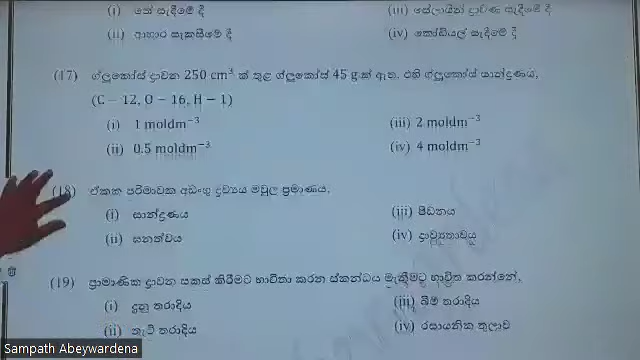 (i) තේ සෑදීමේ දී
(iii) සේලයින් ද්‍රාවණ සෑදීමේ දී
(ii) ආහාර සැකසීමේ දී
(iv) කෝඩියල් සෑදීමේ දී
(17) ග්ලූකෝස් ද්‍රාවන 250 cm³ ක් තුළ ග්ලූකෝස් 45 g ක් ඇත. එහි ග්ලූකෝස් සාන්ද්‍රණය,
(C – 12, O – 16, H – 1)
(i) 1 moldm⁻³
(iii) 2 moldm⁻³
(ii) 0.5 moldm⁻³
(iv) 4 moldm⁻³
(18) ඒකක පරිමාවක අඩංගු ද්‍රව්‍යය මවුල ප්‍රමාණය,
(i) සාන්ද්‍රණය
(iii) පීඩනය
(ii) ඝනත්වය
(iv) ද්‍රාව්‍යතාවය
(19) ප්‍රාමාණික ද්‍රාවන සකස් කිරීමට භාවිතා කරන ස්කන්ධය මැනීමට භාවිත කරන්නේ,
(i) දුනු තරාදිය
(iii) බීම් තරාදිය
(ii) තැටි තරාදිය
(iv) රසායනික තුලාව
Sampath Abeywardena